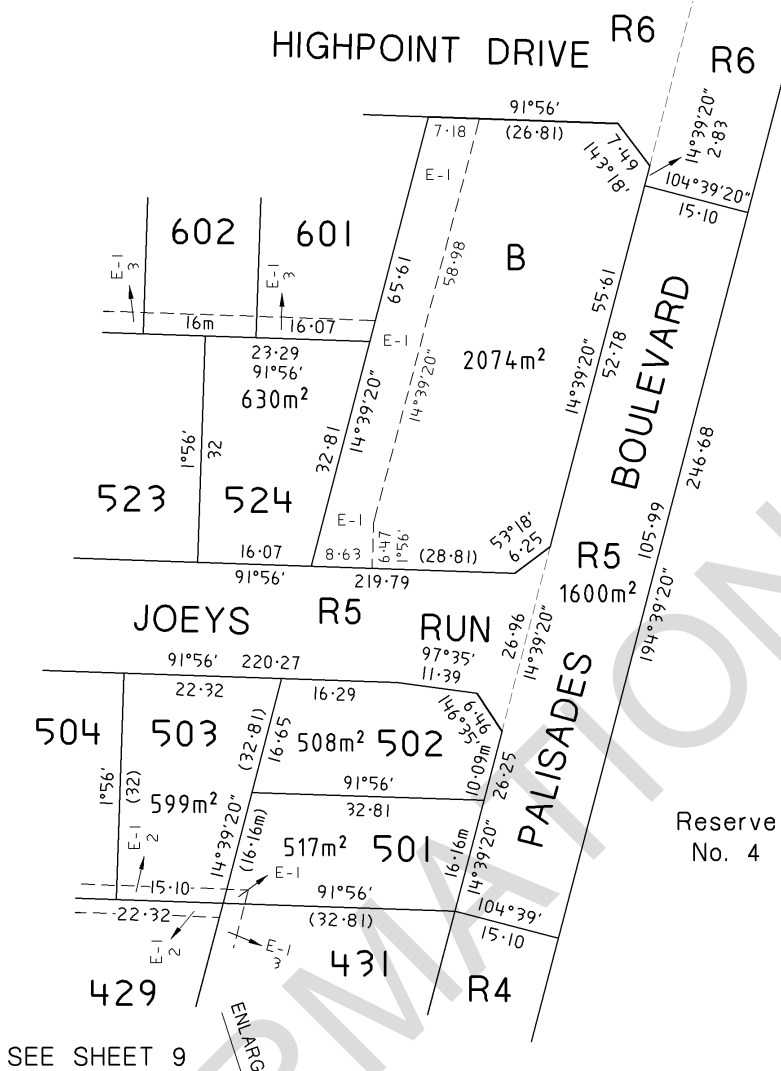 R6
HIGHPOINT DRIVE
R6
91°56'
7·18
(26·81)
7·49
143°18'
14°39'20"
2·83
104°39'20"
15·10
E-1
602
601
B
E-1
3
E-1
3
65·61
58·98
55·61
16m
16·07
E-1
23·29
91°56'
630m²
2074m²
14°39'20"
52·78
BOULEVARD
14°39'20"
14°39'20"
32·81
1°56'
32
246·68
523
524
E-1
53°18'
6·25
105·99
16·07
8·63
6·47
1°56'
(28·81)
R5
1600m²
91°56'
219·79
JOEYS
R5
RUN
26·96
14°39'20"
194°39'20"
91°56'
220·27
97°35'
11·39
22·32
16·29
6·46
146°35'
504
503
(32·81)
16·65
508m²
502
10·09m
26·25
PALISADES
1°56'
(32)
599m²
91°56'
32·81
14°39'20"
(16·16m)
517m²
501
16·16m
14°39'20"
Reserve
No. 4
E-1
2
15·10
E-1
91°56'
(32·81)
104°39'
15·10
22·32
E-1
2
E-1
3
429
431
R4
ENLARG
SEE SHEET 9
RMATION